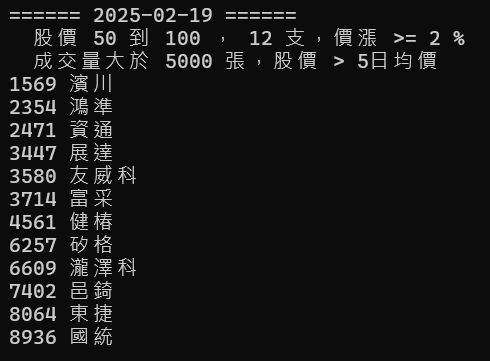 ====== 2025-02-19 ======
股價 50 到 100 ， 12 支，價漲 >= 2 %
成交量大於 5000 張，股價 > 5日均價
1569 濱川
2354 鴻準
2471 資通
3447 展達
3580 友威科
3714 富采
4561 健椿
6257 矽格
6609 瀧澤科
7402 邑錡
8064 東捷
8936 國統